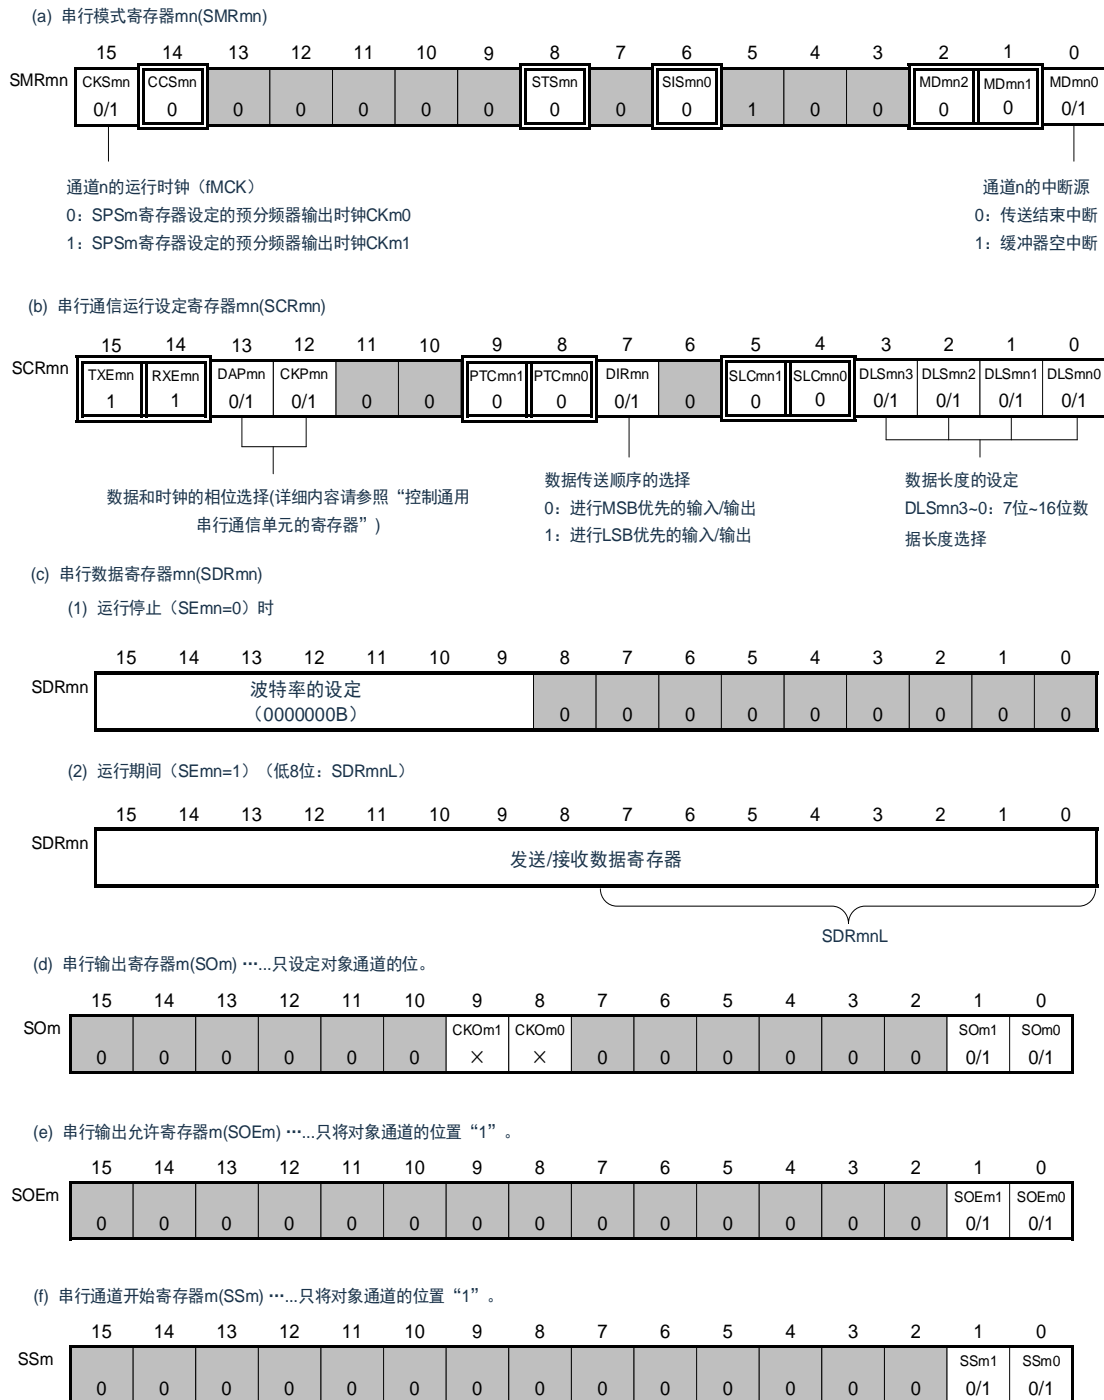 (a) 串行模式寄存器mn(SMRmn)
15 14 13 12 11 10 9 8 7 6 5 4 3 2 1 0
SMRmn CKSmn CCSmn STSmn SISmn0 MDmn2 MDmn1 MDmn0
0/1 0 0 0 0 0 0 0 0 0 1 0 0 0 0 0/1
通道n的运行时钟（fMCK） 通道n的中断源
0：SPSm寄存器设定的预分频器输出时钟CKm0 0：传送结束中断
1：SPSm寄存器设定的预分频器输出时钟CKm1 1：缓冲器空中断
(b) 串行通信运行设定寄存器mn(SCRmn)
15 14 13 12 11 10 9 8 7 6 5 4 3 2 1 0
SCRmn TXEmn RXEmn DAPmn CKPmn PTCmn1 PTCmn0 DIRmn SLCmn1 SLCmn0 DLSmn3 DLSmn2 DLSmn1 DLSmn0
1 1 0/1 0/1 0 0 0 0 0/1 0 0 0 0/1 0/1 0/1 0/1
数据和时钟的相位选择(详细内容请参照“控制通用
串行通信单元的寄存器”)
数据传送顺序的选择
0：进行MSB优先的输入/输出
1：进行LSB优先的输入/输出
数据长度的设定
DLSmn3~0：7位~16位数
据长度选择
(c) 串行数据寄存器mn(SDRmn)
(1) 运行停止（SEmn=0）时
15 14 13 12 11 10 9 8 7 6 5 4 3 2 1 0
SDRmn 波特率的设定
（0000000B） 0 0 0 0 0 0 0 0 0
(2) 运行期间（SEmn=1）（低8位：SDRmnL）
15 14 13 12 11 10 9 8 7 6 5 4 3 2 1 0
SDRmn 发送/接收数据寄存器
SDRmnL
(d) 串行输出寄存器m(SOm) ⋯...只设定对象通道的位。
15 14 13 12 11 10 9 8 7 6 5 4 3 2 1 0
SOm CKOm1 CKOm0 SOm1 SOm0
0 0 0 0 0 0 × × 0 0 0 0 0 0 0/1 0/1
(e) 串行输出允许寄存器m(SOEm) ⋯...只将对象通道的位置“1”。
15 14 13 12 11 10 9 8 7 6 5 4 3 2 1 0
SOEm SOEm1 SOEm0
0 0 0 0 0 0 0 0 0 0 0 0 0 0 0/1 0/1
(f) 串行通道开始寄存器m(SSm) ⋯...只将对象通道的位置“1”。
15 14 13 12 11 10 9 8 7 6 5 4 3 2 1 0
SSm SSm1 SSm0
0 0 0 0 0 0 0 0 0 0 0 0 0 0 0/1 0/1